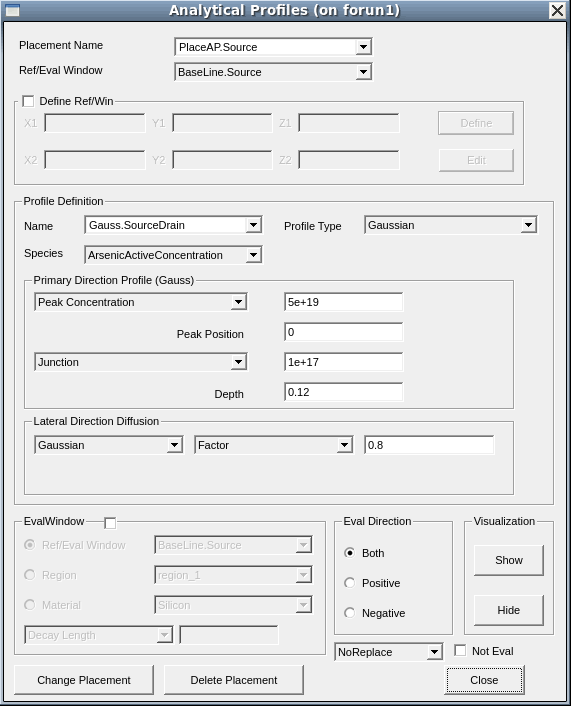 Analytical Profiles (on forun1)
Placement Name PlaceAP.Source
Ref/Eval Window BaseLine.Source
Define Ref/Win
X1 Y1 Z1 Define
X2 Y2 Z2 Edit
Profile Definition
Name Gauss.SourceDrain Profile Type Gaussian
Species ArsenicActiveConcentration
Primary Direction Profile (Gauss)
Peak Concentration 5e+19
Peak Position 0
Junction 1e+17
Depth 0.12
Lateral Direction Diffusion
Gaussian Factor 0.8
EvalWindow Eval Direction Visualization
Ref/Eval Window BaseLine.Source Both Show
Region region_1 Positive
Material Silicon Negative Hide
Decay Length
NoReplace Not Eval
Change Placement Delete Placement Close